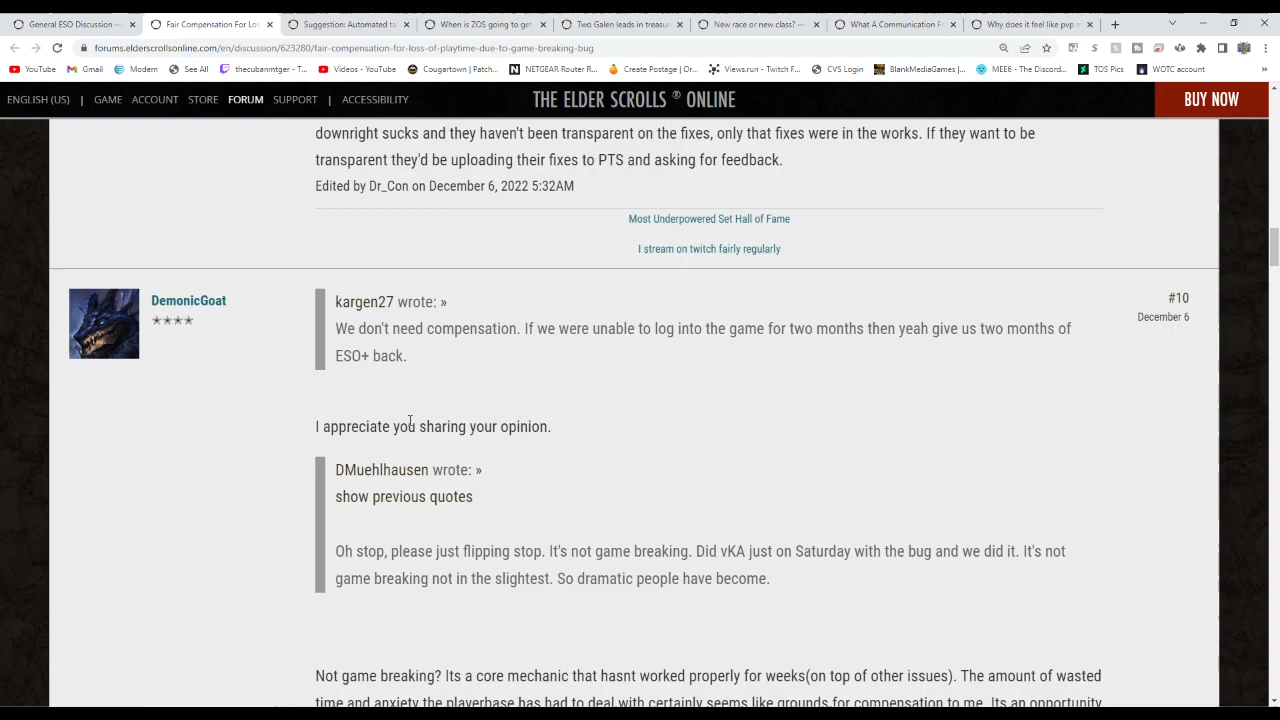 General ESO Discussion —
Fair Compensation For Los
Suggestion: Automated ta
When is ZOS going to get
Two Galen leads in treasur
New race or new class? —
What A Communication F
Why does it feel like pvp m
forums.elderscrollsonline.com/en/discussion/623280/fair-compensation-for-loss-of-playtime-due-to-game-breaking-bug
YouTube
Gmail
Modem
See All
thecubanmtger - T...
Videos - YouTube
Cougartown | Patch...
NETGEAR Router R...
Create Postage | Or...
Views.run - Twitch F...
CVS Login
BlankMediaGames |...
MEE6 - The Discord...
TOS Pics
WOTC account
»
ENGLISH (US) | GAME ACCOUNT STORE FORUM SUPPORT | ACCESSIBILITY
THE ELDER SCROLLS ® ONLINE
BUY NOW
downright sucks and they haven't been transparent on the fixes, only that fixes were in the works. If they want to be
transparent they'd be uploading their fixes to PTS and asking for feedback.
Edited by Dr_Con on December 6, 2022 5:32AM
Most Underpowered Set Hall of Fame
I stream on twitch fairly regularly
DemonicGoat
#10
December 6
kargen27 wrote: »
We don't need compensation. If we were unable to log into the game for two months then yeah give us two months of
ESO+ back.
I appreciate you sharing your opinion.
DMuehlhausen wrote: »
show previous quotes
Oh stop, please just flipping stop. It's not game breaking. Did vKA just on Saturday with the bug and we did it. It's not
game breaking not in the slightest. So dramatic people have become.
Not game breaking? Its a core mechanic that hasnt worked properly for weeks(on top of other issues). The amount of wasted
time and anxiety the playerbase has had to deal with certainly seems like grounds for compensation to me. Its an opportunity